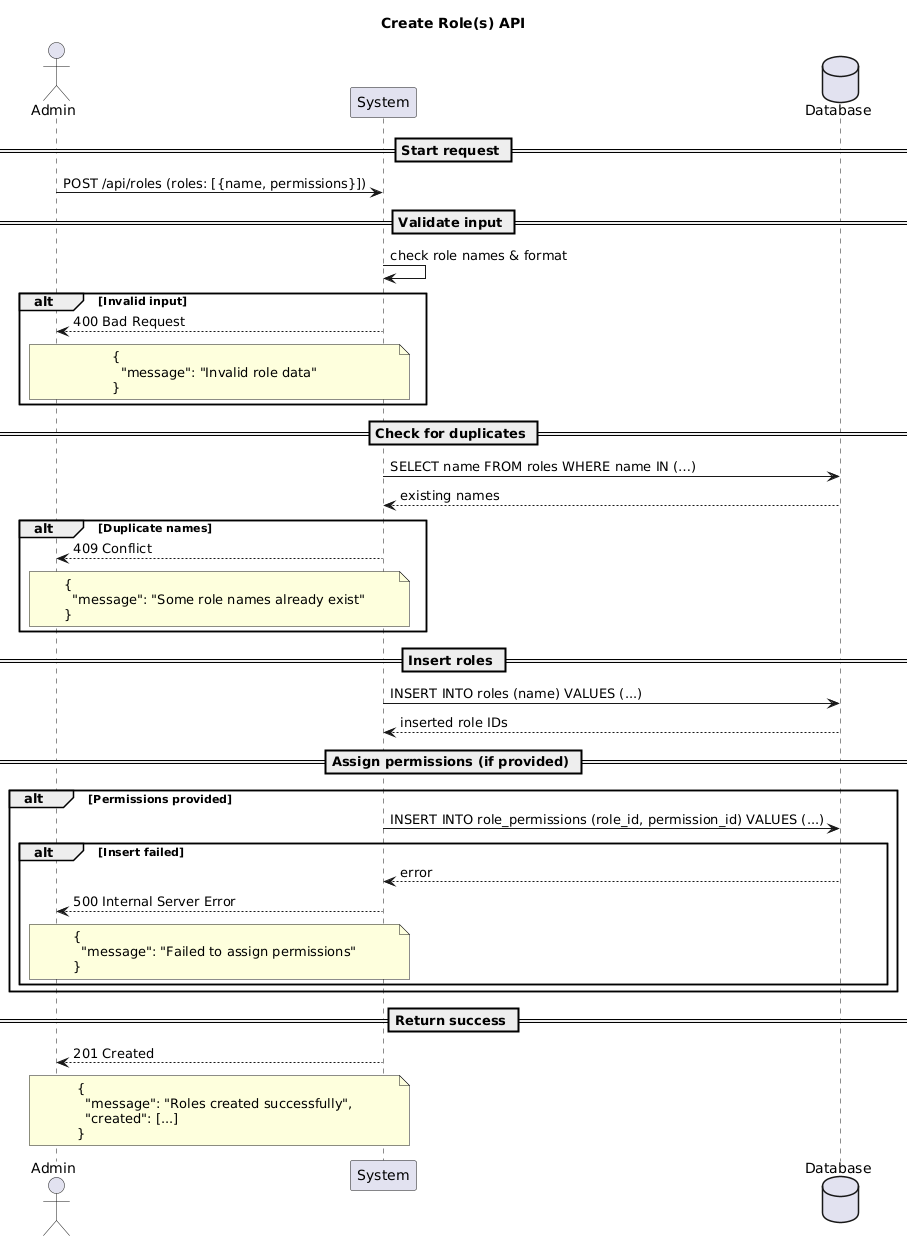 Create Role(s) API
Admin
System
Database
Start request
POST /api/roles (roles: [{name, permissions}])
Validate input
check role names & format
alt [Invalid input]
400 Bad Request
{
"message": "Invalid role data"
}
Check for duplicates
SELECT name FROM roles WHERE name IN (...)
existing names
alt [Duplicate names]
409 Conflict
{
"message": "Some role names already exist"
}
Insert roles
INSERT INTO roles (name) VALUES (...)
inserted role IDs
Assign permissions (if provided)
alt [Permissions provided]
INSERT INTO role_permissions (role_id, permission_id) VALUES (...)
alt [Insert failed]
error
500 Internal Server Error
{
"message": "Failed to assign permissions"
}
Return success
201 Created
{
"message": "Roles created successfully",
"created": [...]
}
Admin
System
Database